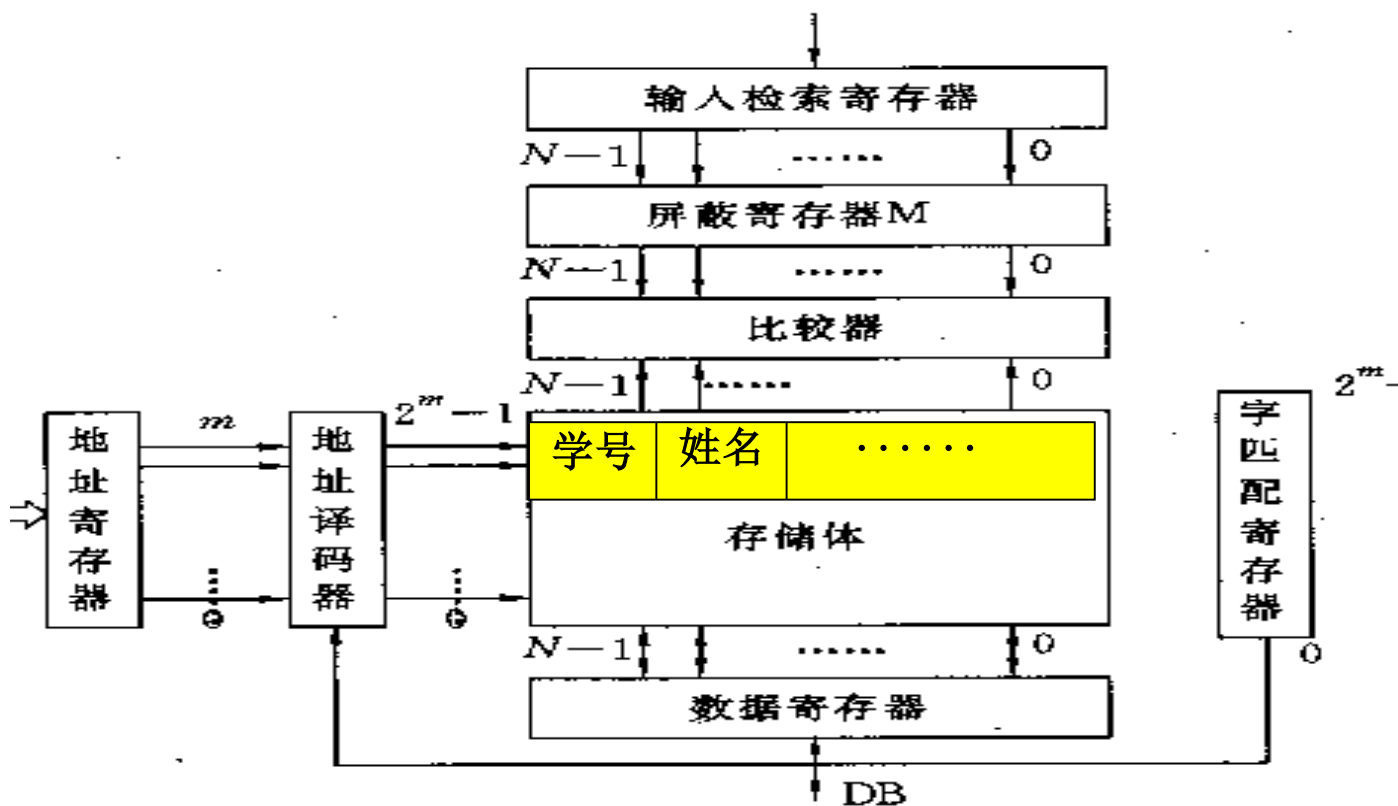 输入检索寄存器
N-1 …… 0
屏蔽寄存器M
N-1 …… 0
比较器
N-1 …… 0
2^m-
地址寄存器
m
0
地址译码器
2^m-1
0
学号 姓名 ······
存储体
字匹配寄存器
0
N-1 …… 0
数据寄存器
DB